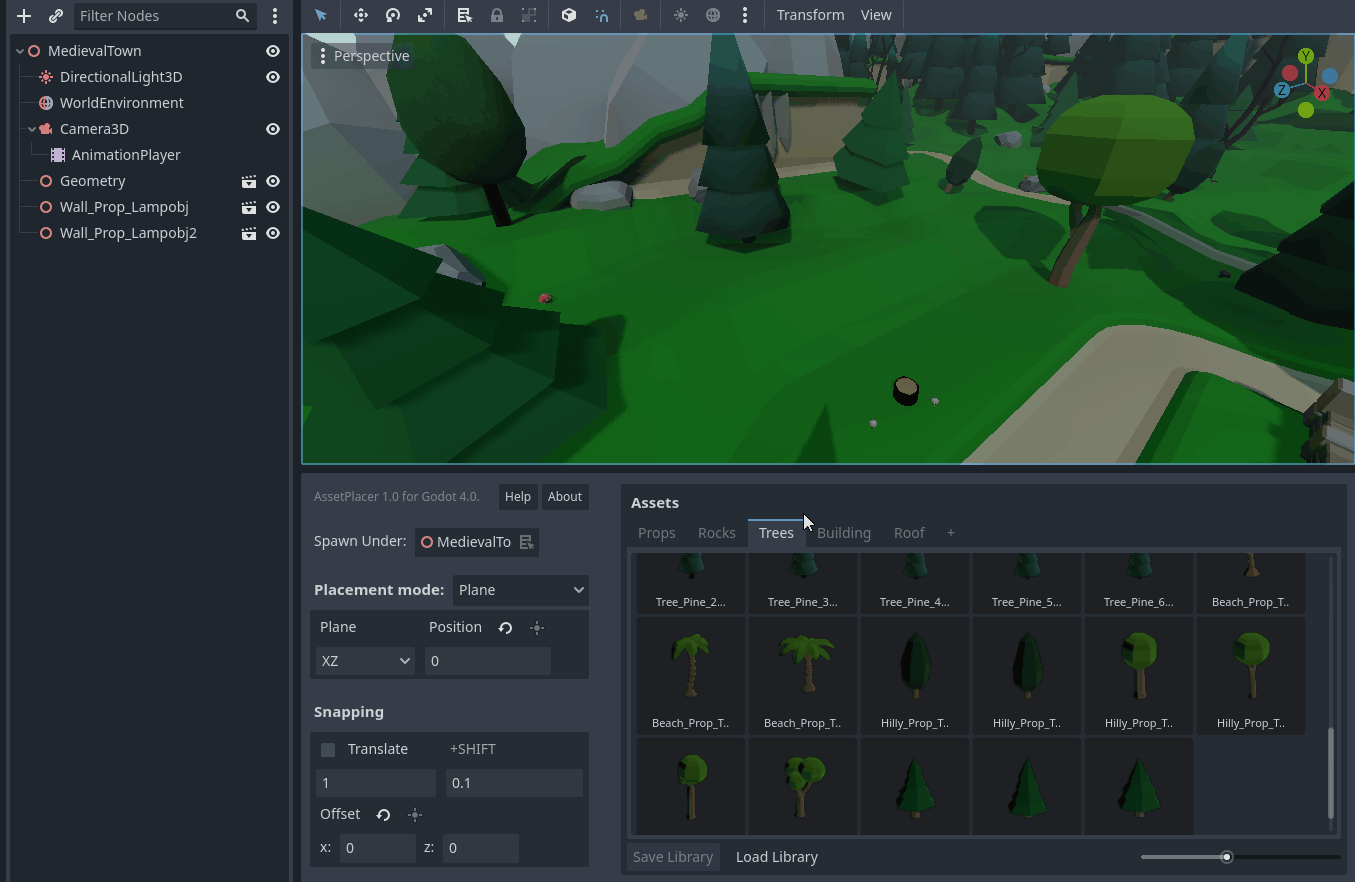 Filter Nodes
Transform View
MedievalTown
DirectionalLight3D
WorldEnvironment
Camera3D
AnimationPlayer
Geometry
Wall_Prop_Lampobj
Wall_Prop_Lampobj2
Perspective
Y
Z
X
AssetPlacer 1.0 for Godot 4.0.
Help
About
Spawn Under:
MedievalTo
Placement mode:
Plane
Plane
Position
XZ
0
Snapping
Translate
+SHIFT
1
0.1
Offset
x:
0
z:
0
Assets
Props
Rocks
Trees
Building
Roof
+
Tree_Pine_2...
Tree_Pine_3...
Tree_Pine_4...
Tree_Pine_5...
Tree_Pine_6...
Beach_Prop_T..
Beach_Prop_T..
Beach_Prop_T..
Hilly_Prop_T..
Hilly_Prop_T..
Hilly_Prop_T..
Hilly_Prop_T..
Save Library
Load Library